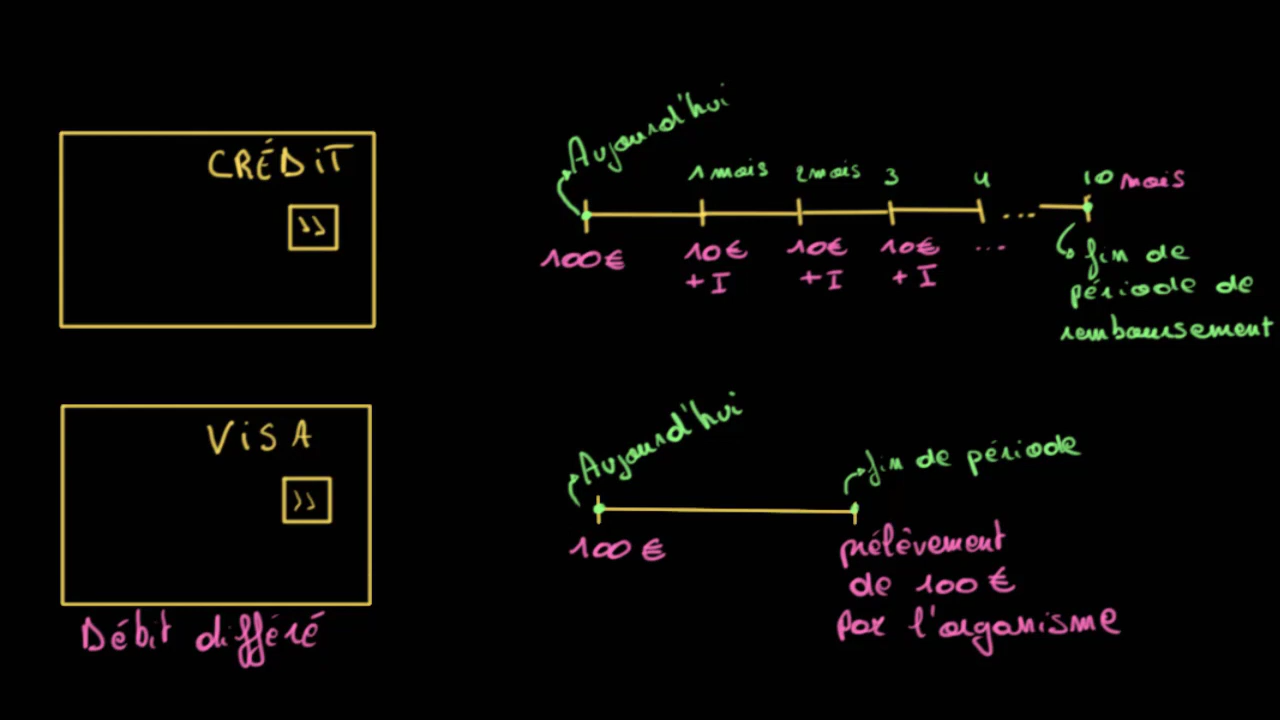 CRÉDIT
Aujourd'hui
1 mois 2 mois 3 4 ... 10 mois
100€ 10€ 10€ 10€ ...
+ I + I + I
fin de
période de
remboursement
VISA
Débit différé
Aujourd'hui
fin de période
100 €
prélèvement
de 100 €
par l'organisme